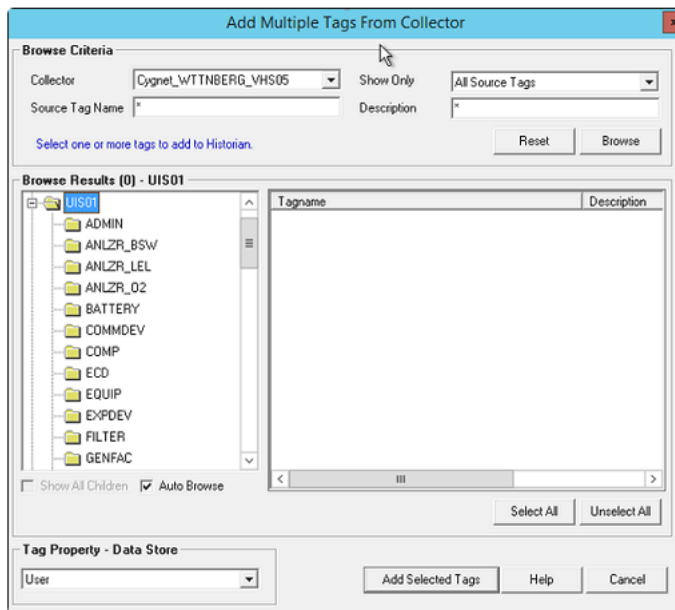 Add Multiple Tags From Collector
x
Browse Criteria
Collector Cygnet_WTTNBERG_VHS05 Show Only All Source Tags
Source Tag Name * Description *
Select one or more tags to add to Historian. Reset Browse
Browse Results (0) - UIS01
UIS01 Tagname Description
ADMIN
ANLZR_BSW
ANLZR_LEL
ANLZR_O2
BATTERY
COMMDEV
COMP
ECD
EQUIP
EXPDEV
FILTER
GENFAC
Show All Children Auto Browse
Select All Unselect All
Tag Property - Data Store
User Add Selected Tags Help Cancel